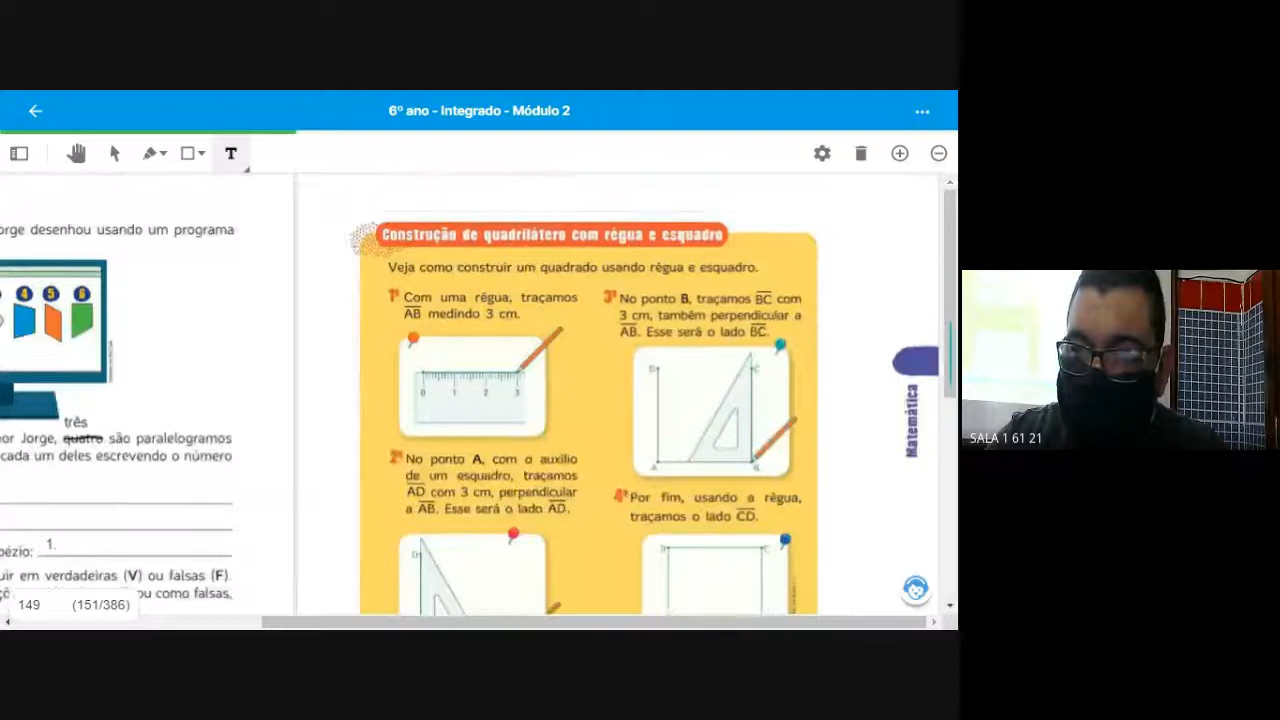 6º ano - Integrado - Módulo 2
T
orge desenhou usando um programa
4 5 6
três
or Jorge, quatro são paralelogramos
cada um deles escrevendo o número
pézio: 1.
uir em verdadeiras (V) ou falsas (F).
ou como falsas,
149 (151/386)
Construção de quadrilátero com régua e esquadro
Veja como construir um quadrado usando régua e esquadro.
1º Com uma régua, traçamos
AB medindo 3 cm.
0 1 2 3
2º No ponto A, com o auxílio
de um esquadro, traçamos
AD com 3 cm, perpendicular
a AB. Esse será o lado AD.
D
3º No ponto B, traçamos BC com
3 cm, também perpendicular a
AB. Esse será o lado BC.
D C
A B
4º Por fim, usando a régua,
traçamos o lado CD.
D C
Matemática
SALA 1 61 21